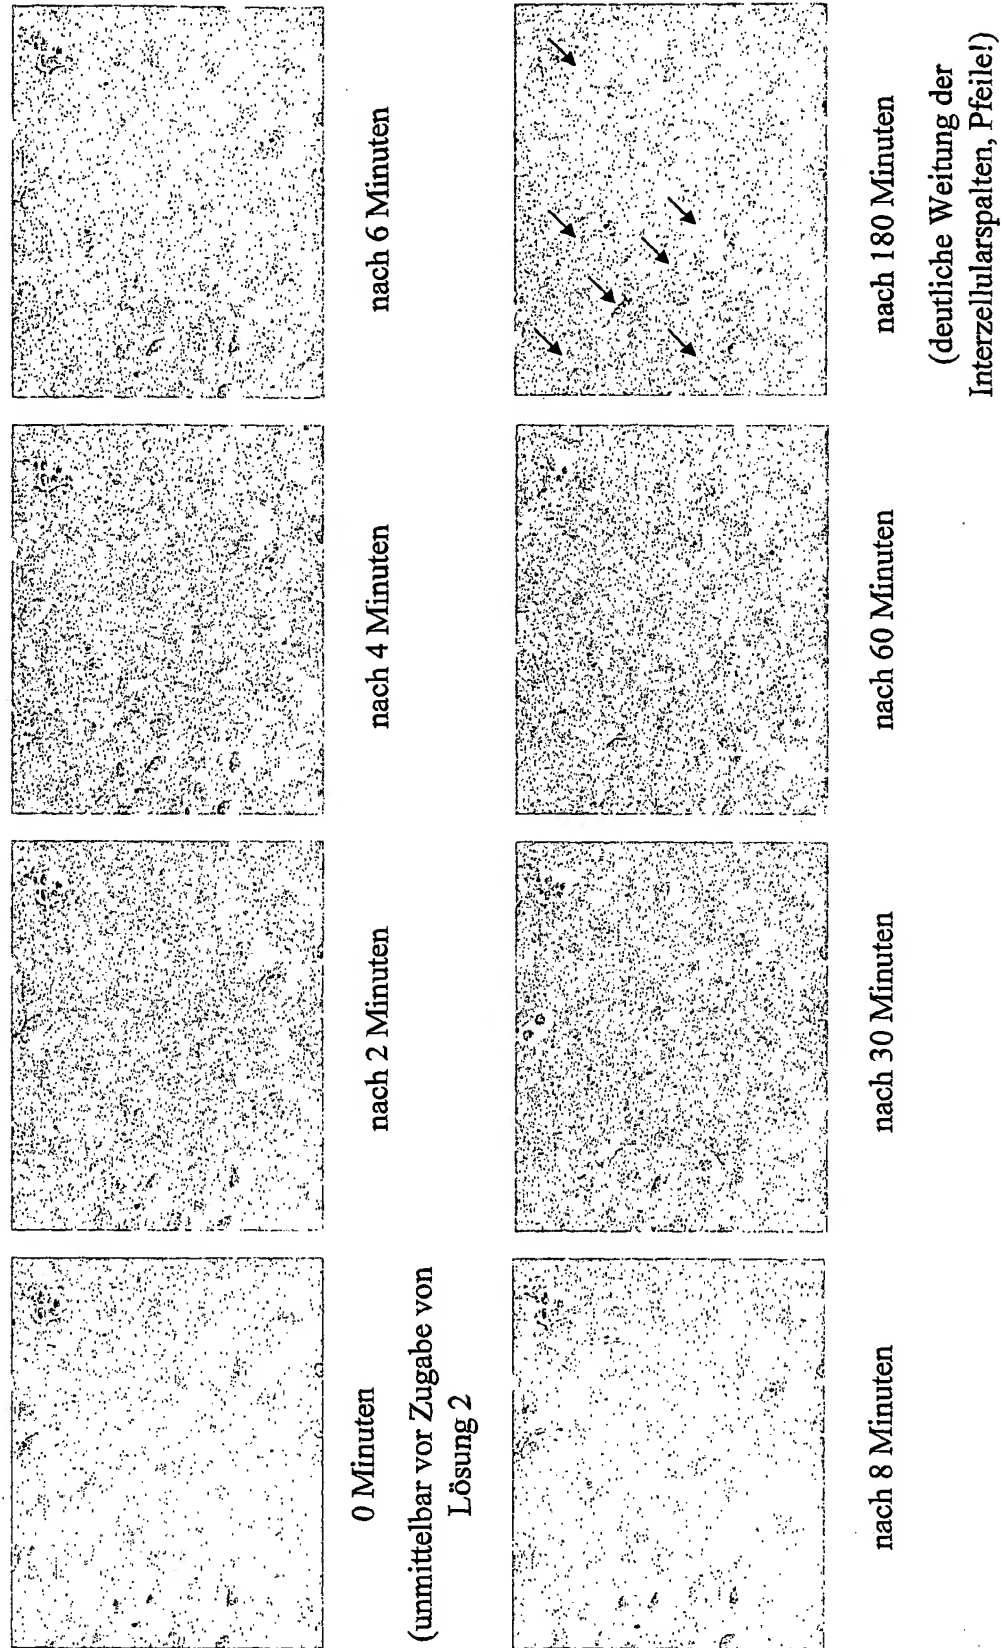 0 Minuten
(unmittelbar vor Zugabe von
Lösung 2
nach 2 Minuten
nach 4 Minuten
nach 6 Minuten
nach 8 Minuten
nach 30 Minuten
nach 60 Minuten
nach 180 Minuten
(deutliche Weitung der
Interzellularspalten, Pfeile!)